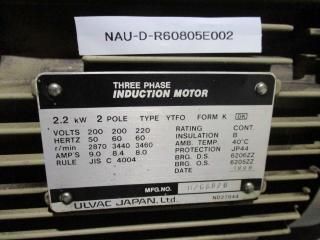 NAU-D-R60805E002
THREE PHASE
INDUCTION MOTOR
2.2 kW 2 POLE TYPE YTFO FORM K
VOLTS 200 200 220 RATING CONT.
HERTZ 50 60 60 INSULATION B
r/min 2870 3440 3460 AMB. TEMP. 40°C
AMP'S 9.0 8.4 8.0 PROTECTION JP44
RULE JIS C 4004 BRG. D.S. 6206ZZ
BRG. O.S. 6205ZZ
DATE
MFG.NO.
ULVAC JAPAN, Ltd.